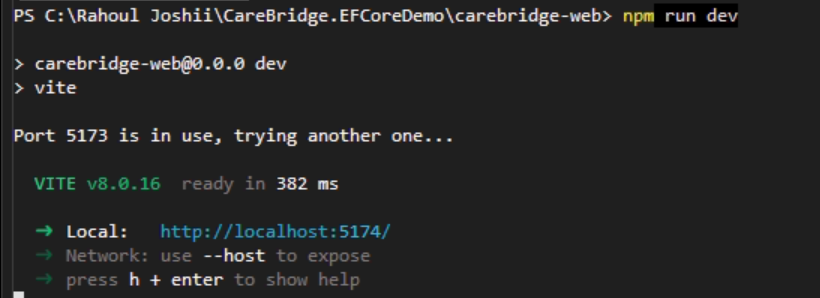 PS C:\Rahoul Joshii\CareBridge.EFCoreDemo\carebridge-web> npm run dev
> carebridge-web@0.0.0 dev
> vite
Port 5173 is in use, trying another one...
VITE v8.0.16 ready in 382 ms
➜ Local: http://localhost:5174/
➜ Network: use --host to expose
➜ press h + enter to show help